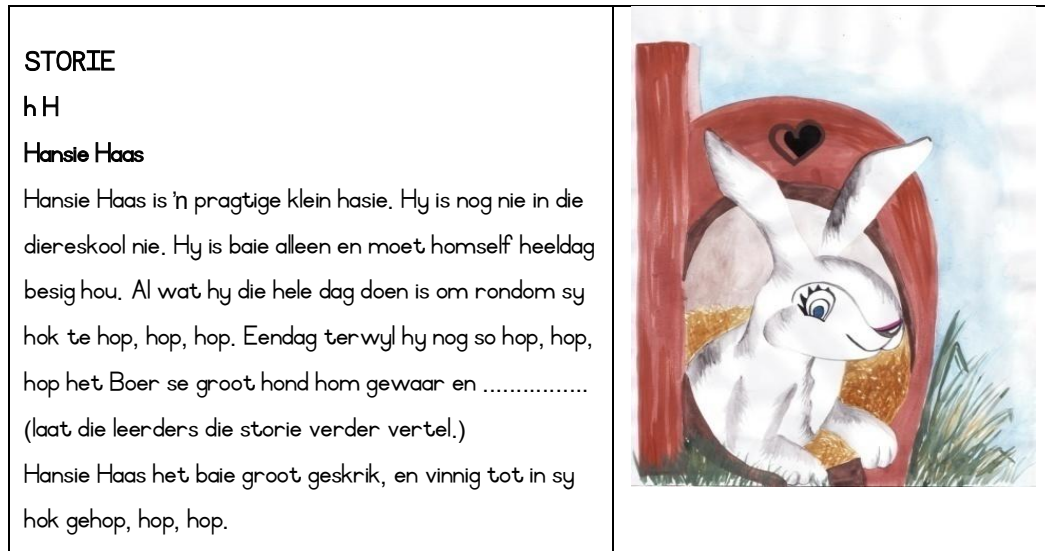 STORIE
h H
Hansie Haas
Hansie Haas is 'n pragtige klein hasie. Hy is nog nie in die
diereskool nie. Hy is baie alleen en moet homself heeldag
besig hou. Al wat hy die hele dag doen is om rondom sy
hok te hop, hop, hop. Eendag terwyl hy nog so hop, hop,
hop het Boer se groot hond hom gewaar en ................
(laat die leerders die storie verder vertel.)
Hansie Haas het baie groot geskrik, en vinnig tot in sy
hok gehop, hop, hop.